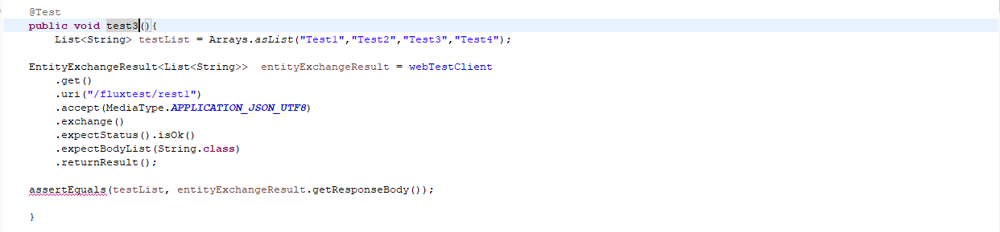 @Test
public void test3(){
List<String> testList = Arrays.asList("Test1","Test2","Test3","Test4");
EntityExchangeResult<List<String>>  entityExchangeResult = webTestClient
.get()
.uri("/fluxtest/rest1")
.accept(MediaType.APPLICATION_JSON_UTF8)
.exchange()
.expectStatus().isOk()
.expectBodyList(String.class)
.returnResult();
assertEquals(testList, entityExchangeResult.getResponseBody());
}